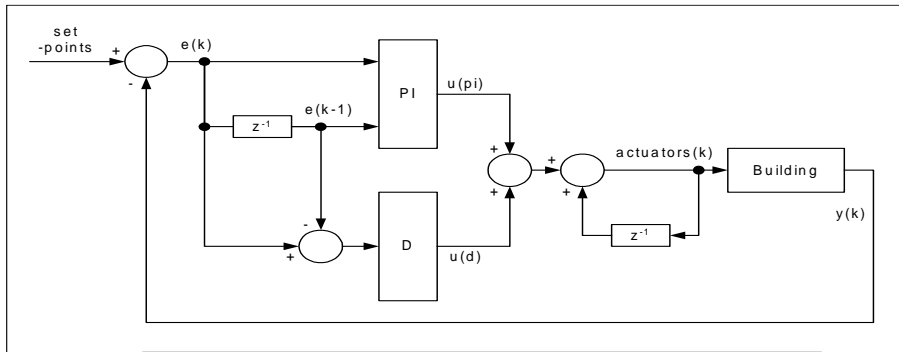 set
-points
+
-
e(k)
z-1
e(k-1)
PI
u(pi)
-
+
D
u(d)
+
+
+
+
actuators(k)
z-1
Building
y(k)